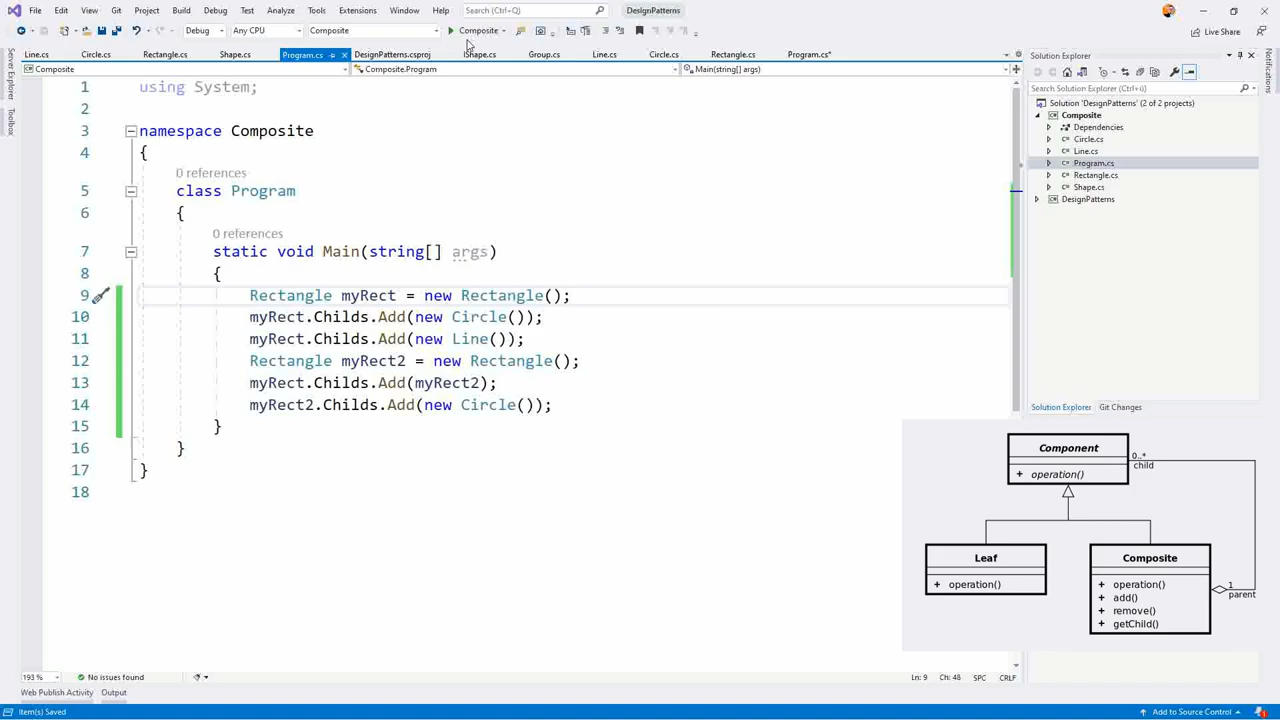 File Edit View Git Project Build Debug Test Analyze Tools Extensions Window Help Search (Ctrl+Q) DesignPatterns
Debug Any CPU Composite Composite Live Share
Line.cs Circle.cs Rectangle.cs Shape.cs Program.cs DesignPatterns.csproj IShape.cs Group.cs Line.cs Circle.cs Rectangle.cs Program.cs*
Composite Composite.Program Main(string[] args)
Server Explorer
Toolbox
1 using System;
2
3 namespace Composite
4 {
0 references
5 class Program
6 {
0 references
7 static void Main(string[] args)
8 {
9 Rectangle myRect = new Rectangle();
10 myRect.Childs.Add(new Circle());
11 myRect.Childs.Add(new Line());
12 Rectangle myRect2 = new Rectangle();
13 myRect.Childs.Add(myRect2);
14 myRect2.Childs.Add(new Circle());
15 }
16 }
17 }
18
Solution Explorer
Search Solution Explorer (Ctrl+ü)
Solution 'DesignPatterns' (2 of 2 projects)
Composite
Dependencies
Circle.cs
Line.cs
Program.cs
Rectangle.cs
Shape.cs
DesignPatterns
Notifications
Solution Explorer Git Changes
Component
+ operation()
0..*
child
Leaf
+ operation()
Composite
+ operation()
+ add()
+ remove()
+ getChild()
1
parent
193 % No issues found Ln: 9 Ch: 48 SPC CRLF
Web Publish Activity Output
Item(s) Saved Add to Source Control 1